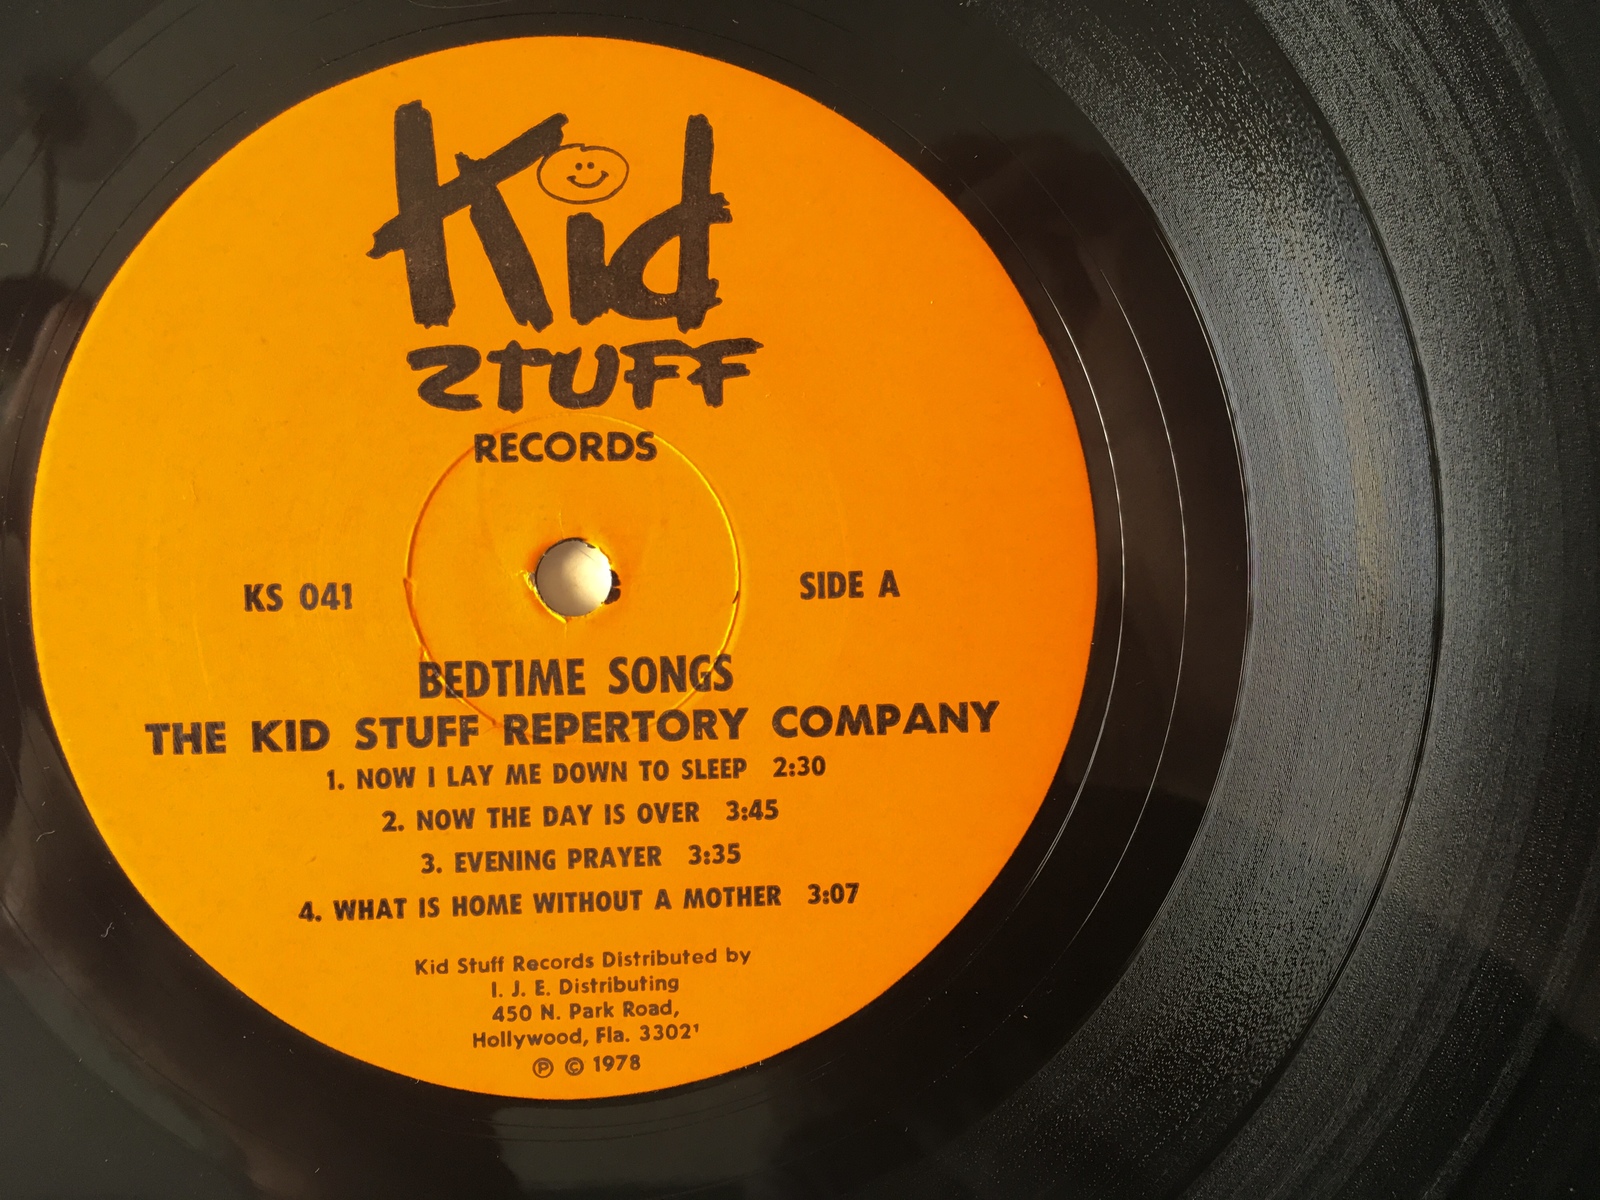 Kid
STUFF
RECORDS
KS 041
SIDE A
BEDTIME SONGS
THE KID STUFF REPERTORY COMPANY
1. NOW I LAY ME DOWN TO SLEEP 2:30
2. NOW THE DAY IS OVER 3:45
3. EVENING PRAYER 3:35
4. WHAT IS HOME WITHOUT A MOTHER 3:07
Kid Stuff Records Distributed by
I. J. E. Distributing
450 N. Park Road,
Hollywood, Fla. 33021
℗ © 1978